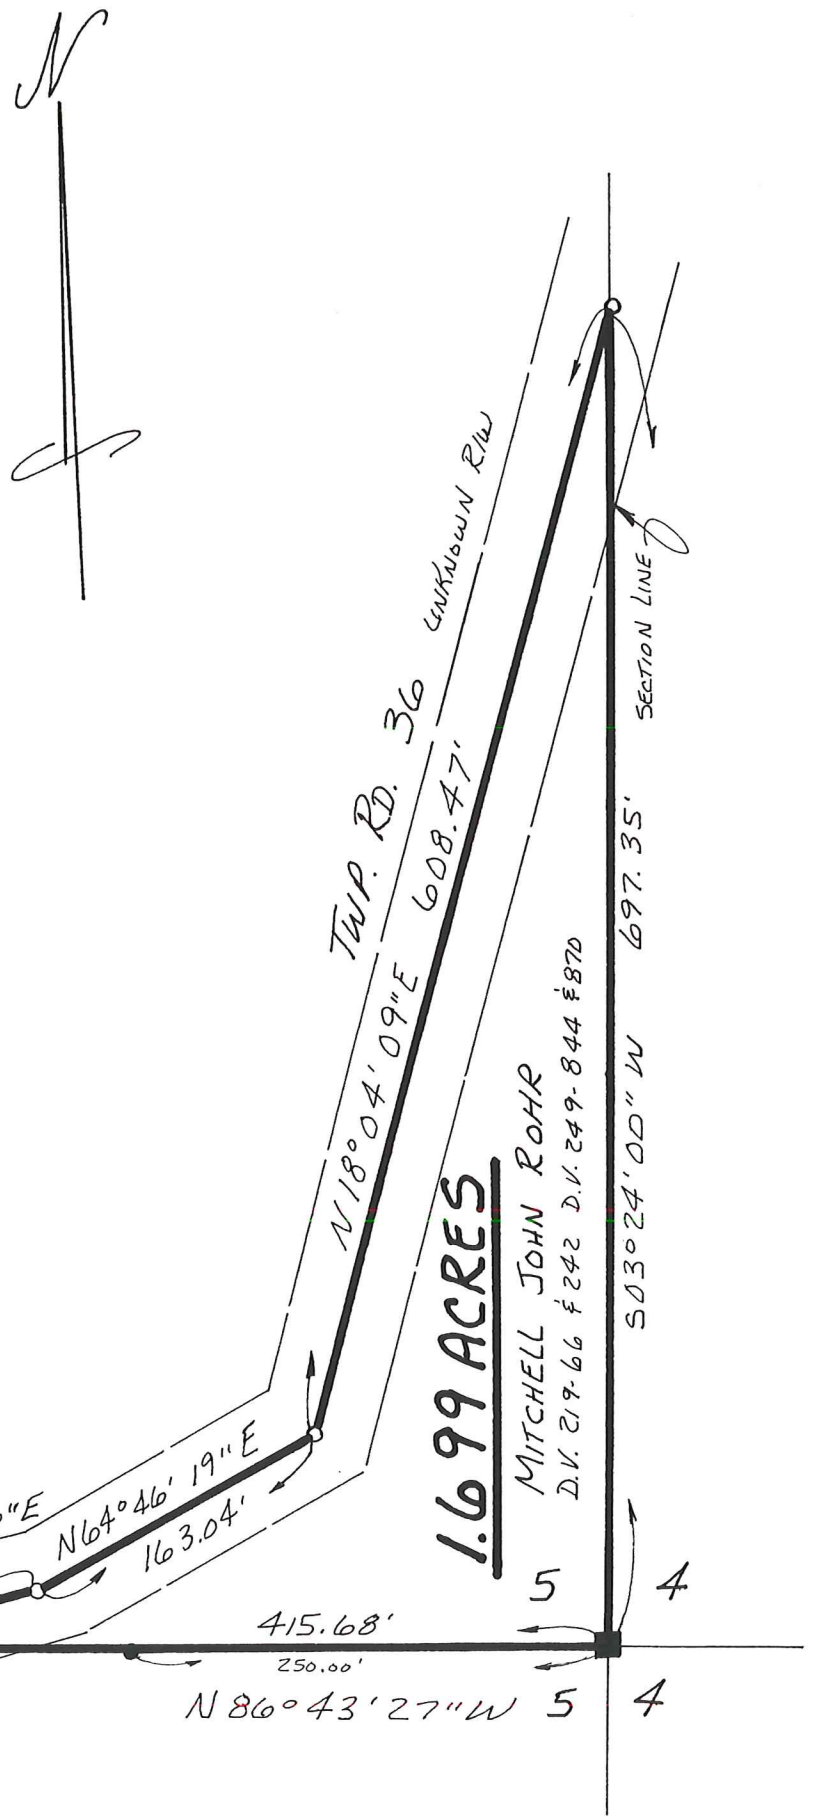 N
UNKNOWN R/W
TWP. RD. 36
SECTION LINE
N18°04'09"E 608.47'
697.35'
S03°24'00"W
1.699 ACRES
MITCHELL JOHN ROHR
D.V. 219-66 & 242 D.V. 249-844 & 870
"E
N64°46'19"E
163.04'
5 4
415.68'
250.00'
N86°43'27"W 5 4